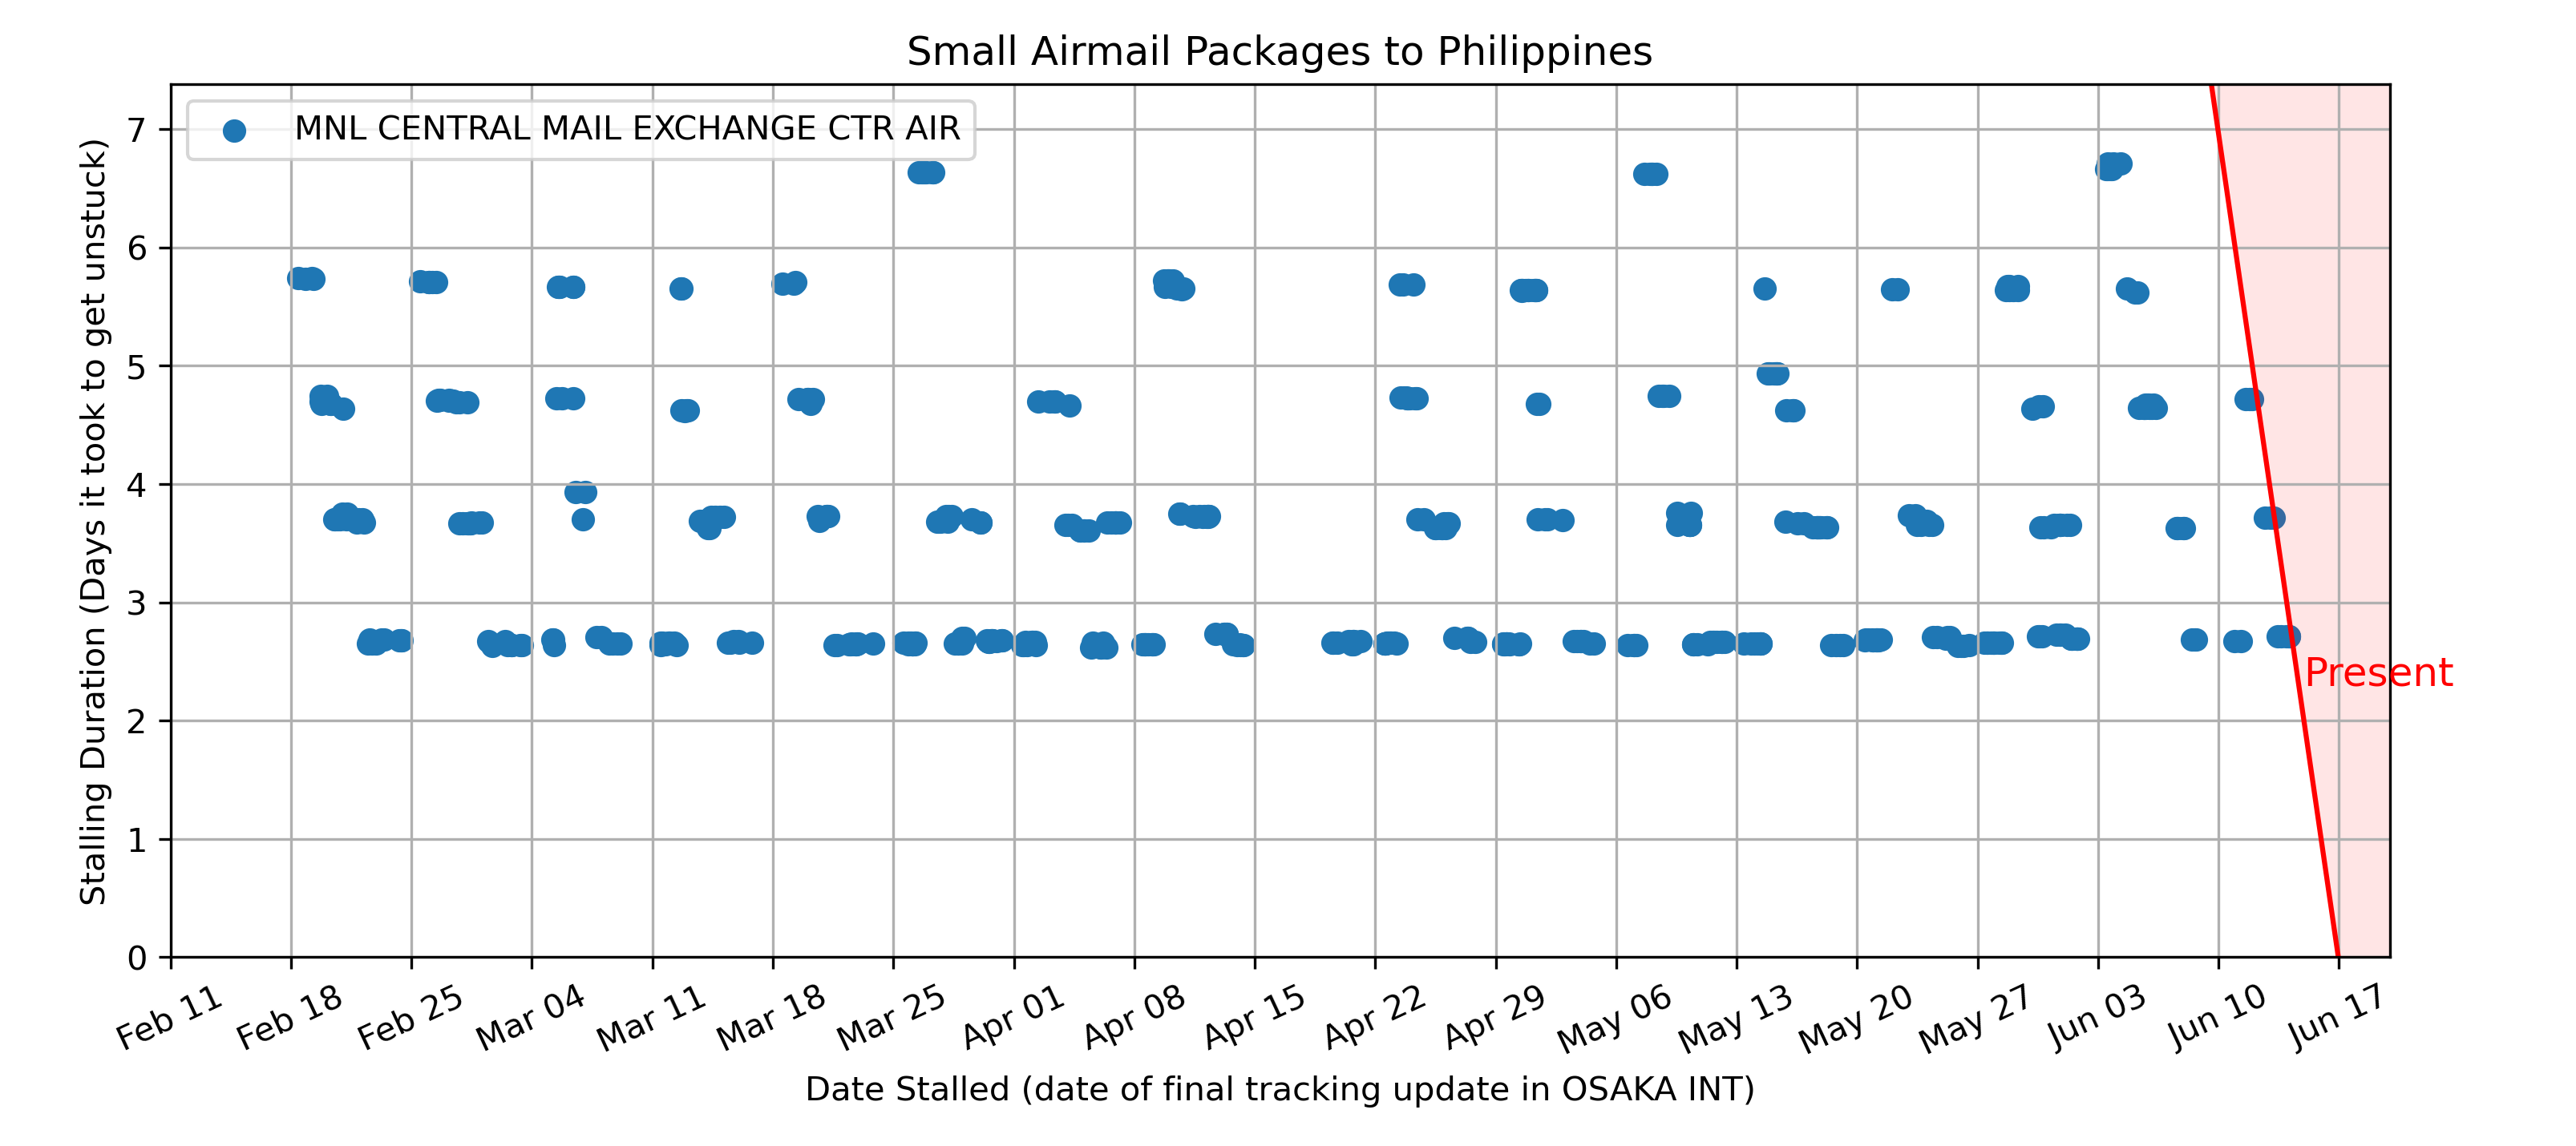 Small Airmail Packages to Philippines
MNL CENTRAL MAIL EXCHANGE CTR AIR
Stalling Duration (Days it took to get unstuck)
7
6
5
4
3
2
1
0
Present
Feb 11
Feb 18
Feb 25
Mar 04
Mar 11
Mar 18
Mar 25
Apr 01
Apr 08
Apr 15
Apr 22
Apr 29
May 06
May 13
May 20
May 27
Jun 03
Jun 10
Jun 17
Date Stalled (date of final tracking update in OSAKA INT)